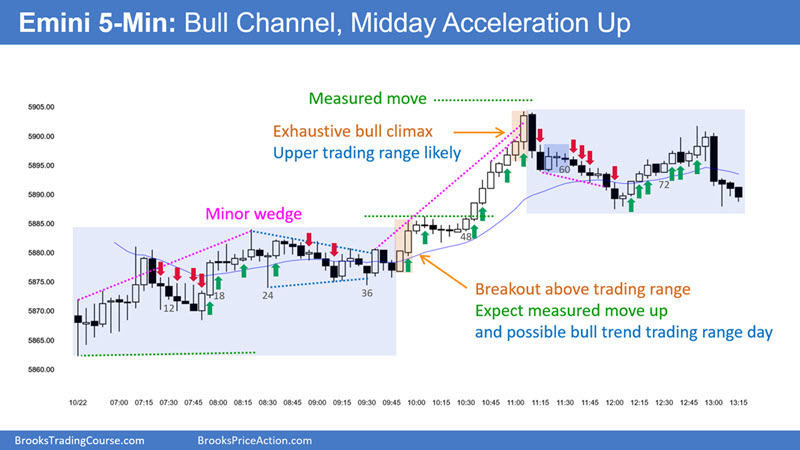 Emini 5-Min: Bull Channel, Midday Acceleration Up
5905.00
5900.00
5895.00
5890.00
5885.00
5880.00
5875.00
5870.00
5865.00
5860.00
Measured move
Exhaustive bull climax
Upper trading range likely
Minor wedge
12
18
24
36
48
60
72
Breakout above trading range
Expect measured move up
and possible bull trend trading range day
10/22 07:00 07:15 07:30 07:45 08:00 08:15 08:30 08:45 09:00 09:15 09:30 09:45 10:00 10:15 10:30 10:45 11:00 11:15 11:30 11:45 12:00 12:15 12:30 12:45 13:00 13:15
BrooksTradingCourse.com BrooksPriceAction.com